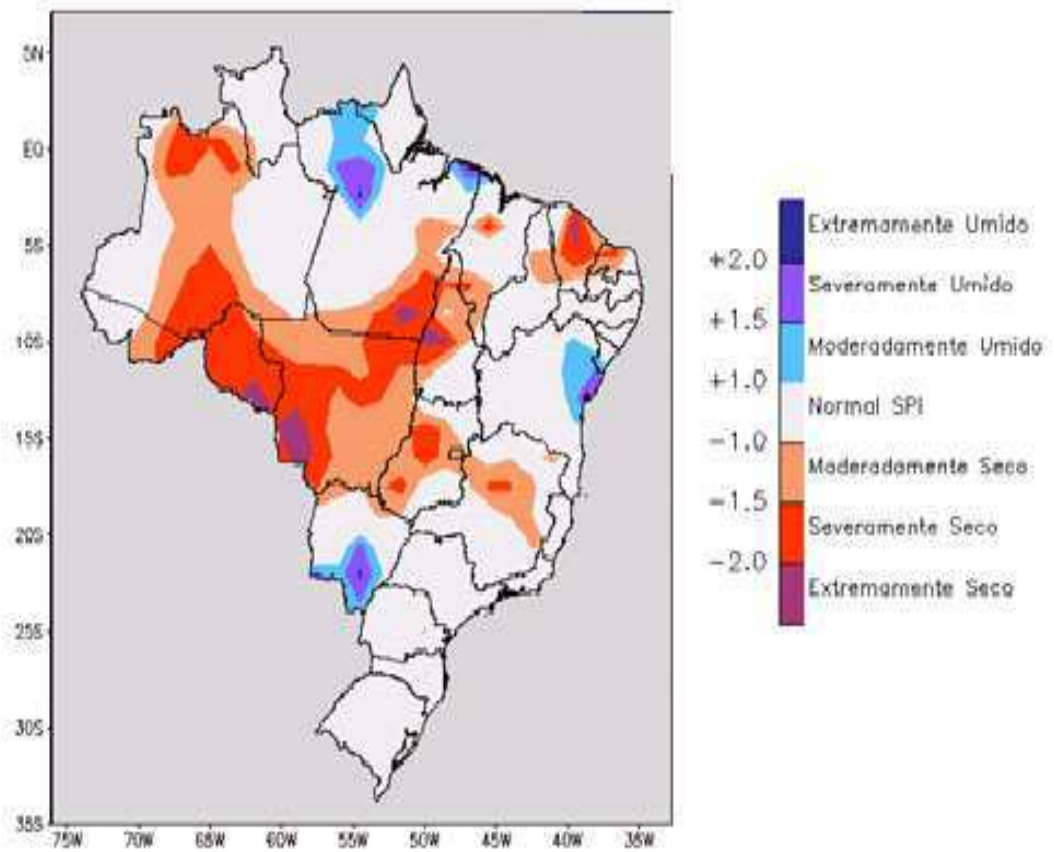 5N
EQ
5S
10S
15S
20S
25S
30S
35S
75W
70W
65W
60W
55W
50W
45W
40W
35W
Extremamente Umido
+2.0
Severamente Umido
+1.5
Moderadamente Umido
+1.0
Normal SPI
-1.0
Moderadamente Seco
-1.5
Severamente Seco
-2.0
Extremamente Seco